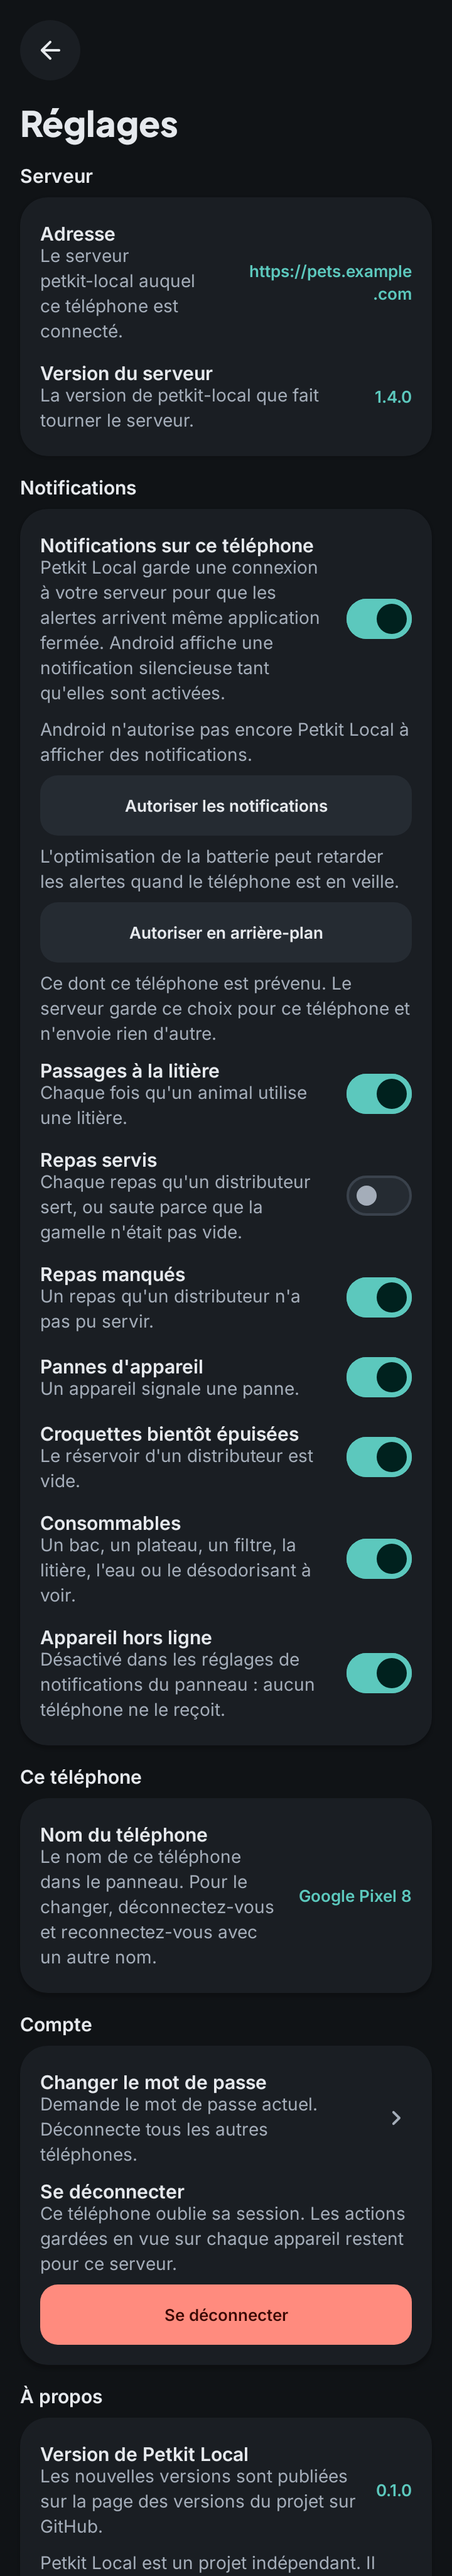 Réglages
Serveur
Adresse
Le serveur
petkit-local auquel
ce téléphone est
connecté.
https://pets.example
.com
Version du serveur
La version de petkit-local que fait
tourner le serveur.
1.4.0
Notifications
Notifications sur ce téléphone
Petkit Local garde une connexion
à votre serveur pour que les
alertes arrivent même application
fermée. Android affiche une
notification silencieuse tant
qu'elles sont activées.
Android n'autorise pas encore Petkit Local à
afficher des notifications.
Autoriser les notifications
L'optimisation de la batterie peut retarder
les alertes quand le téléphone est en veille.
Autoriser en arrière-plan
Ce dont ce téléphone est prévenu. Le
serveur garde ce choix pour ce téléphone et
n'envoie rien d'autre.
Passages à la litière
Chaque fois qu'un animal utilise
une litière.
Repas servis
Chaque repas qu'un distributeur
sert, ou saute parce que la
gamelle n'était pas vide.
Repas manqués
Un repas qu'un distributeur n'a
pas pu servir.
Pannes d'appareil
Un appareil signale une panne.
Croquettes bientôt épuisées
Le réservoir d'un distributeur est
vide.
Consommables
Un bac, un plateau, un filtre, la
litière, l'eau ou le désodorisant à
voir.
Appareil hors ligne
Désactivé dans les réglages de
notifications du panneau : aucun
téléphone ne le reçoit.
Ce téléphone
Nom du téléphone
Le nom de ce téléphone
dans le panneau. Pour le
changer, déconnectez-vous
et reconnectez-vous avec
un autre nom.
Google Pixel 8
Compte
Changer le mot de passe
Demande le mot de passe actuel.
Déconnecte tous les autres
téléphones.
Se déconnecter
Ce téléphone oublie sa session. Les actions
gardées en vue sur chaque appareil restent
pour ce serveur.
Se déconnecter
À propos
Version de Petkit Local
Les nouvelles versions sont publiées
sur la page des versions du projet sur
GitHub.
0.1.0
Petkit Local est un projet indépendant. Il